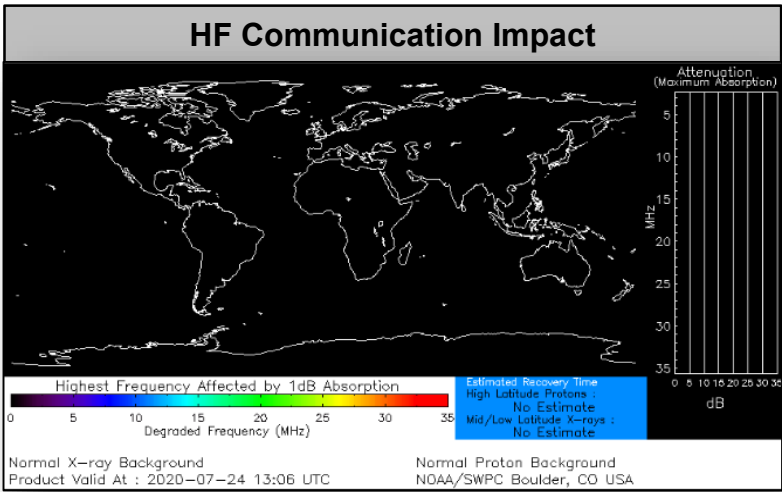 HF Communication Impact
Attenuation
(Maximum Absorption)
5
10
15
20
25
30
35
MHz
0 5 10 15 20 25 30 35
dB
Highest Frequency Affected by 1dB Absorption
0 5 10 15 20 25 30 35
Degraded Frequency (MHz)
Estimated Recovery Time
High Latitude Protons :
No Estimate
Mid/Low Latitude X-rays :
No Estimate
Normal X-ray Background
Normal Proton Background
Product Valid At : 2020-07-24 13:06 UTC
NOAA/SWPC Boulder, CO USA